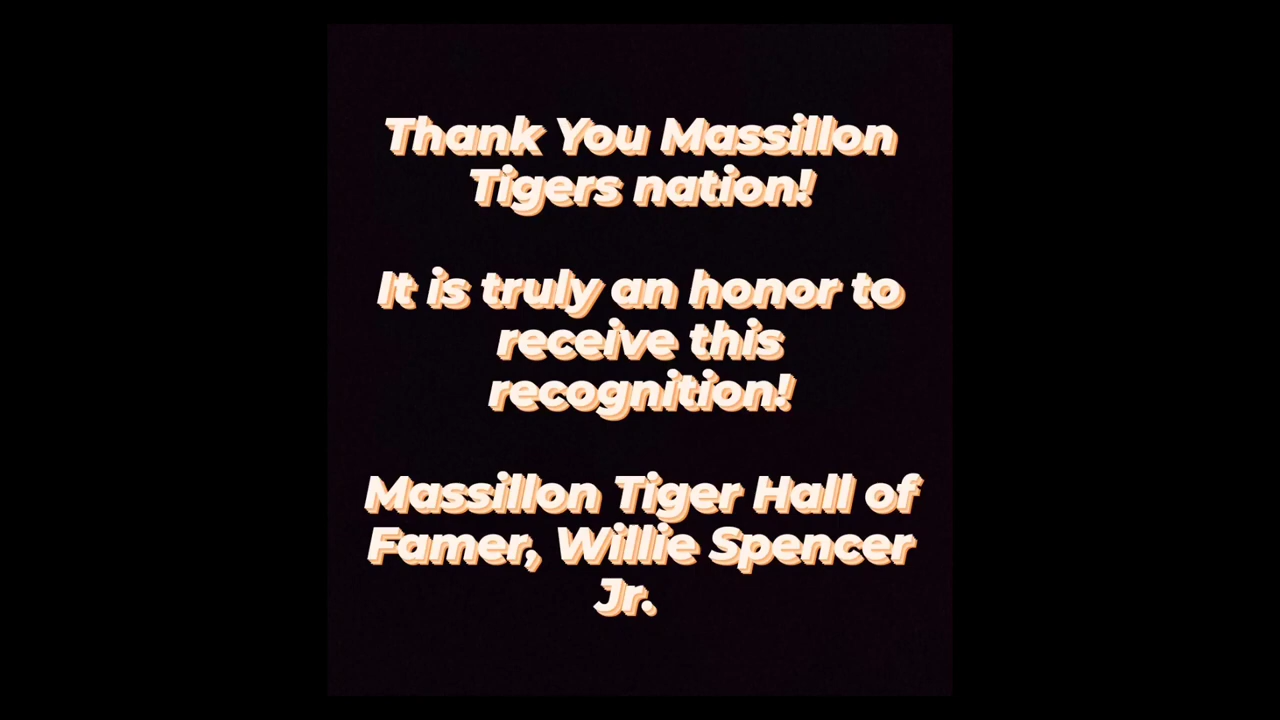 Thank You Massillon
Tigers nation!
It is truly an honor to
receive this
recognition!
Massillon Tiger Hall of
Famer, Willie Spencer
Jr.